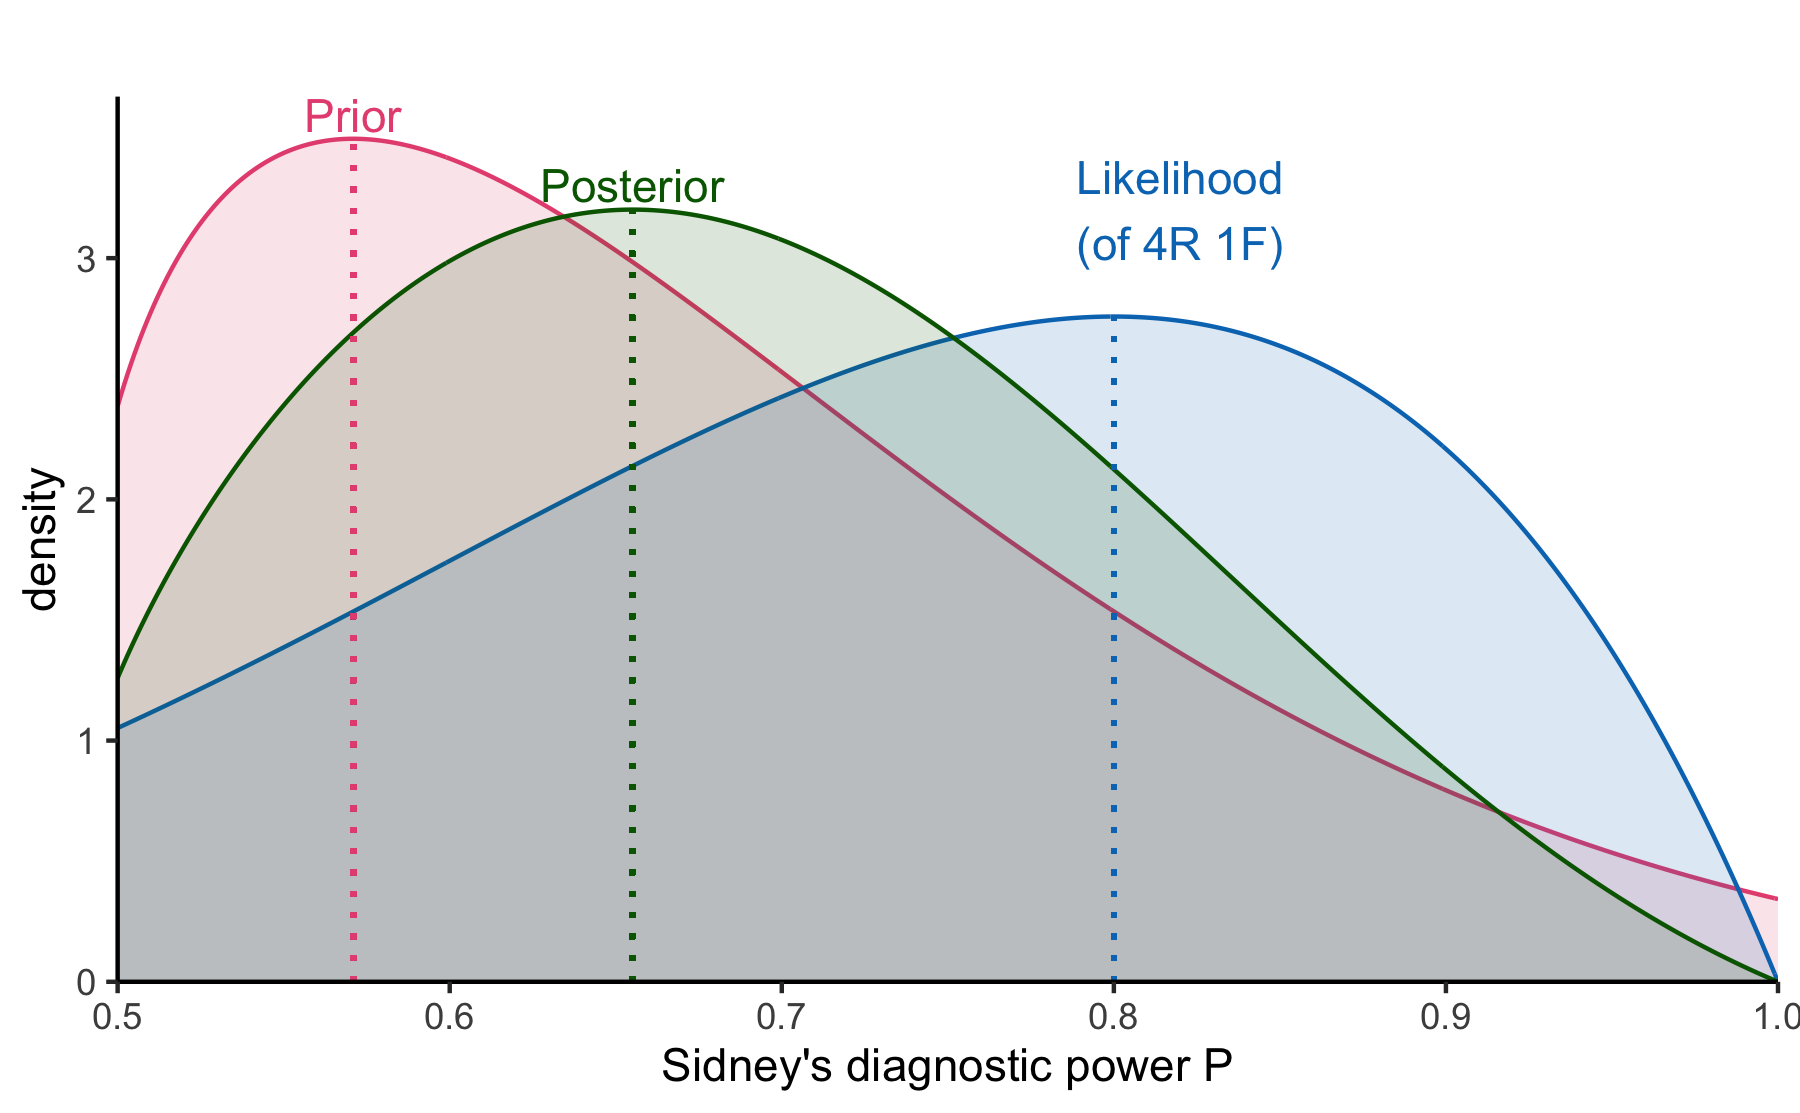 Prior
Posterior
Likelihood
(of 4R 1F)
density
3
2
1
0
0.5 0.6 0.7 0.8 0.9 1.0
Sidney's diagnostic power P